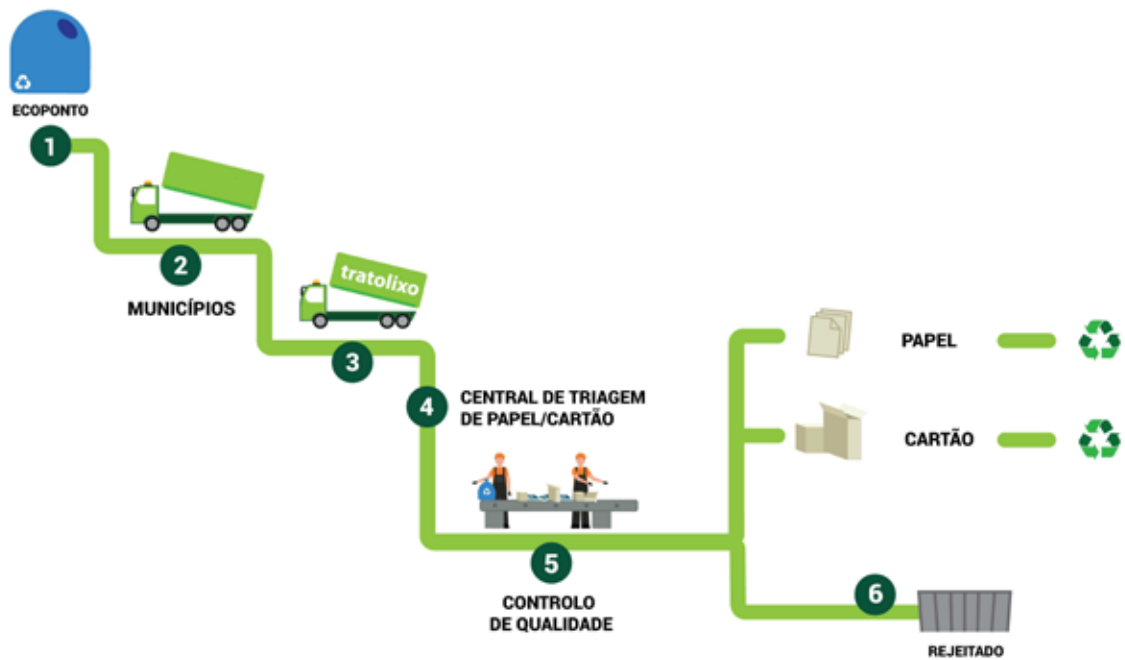 ECOPONTO
1
2
MUNICÍPIOS
tratolixo
3
4
CENTRAL DE TRIAGEM
DE PAPEL/CARTÃO
5
CONTROLO
DE QUALIDADE
PAPEL
CARTÃO
6
REJEITADO